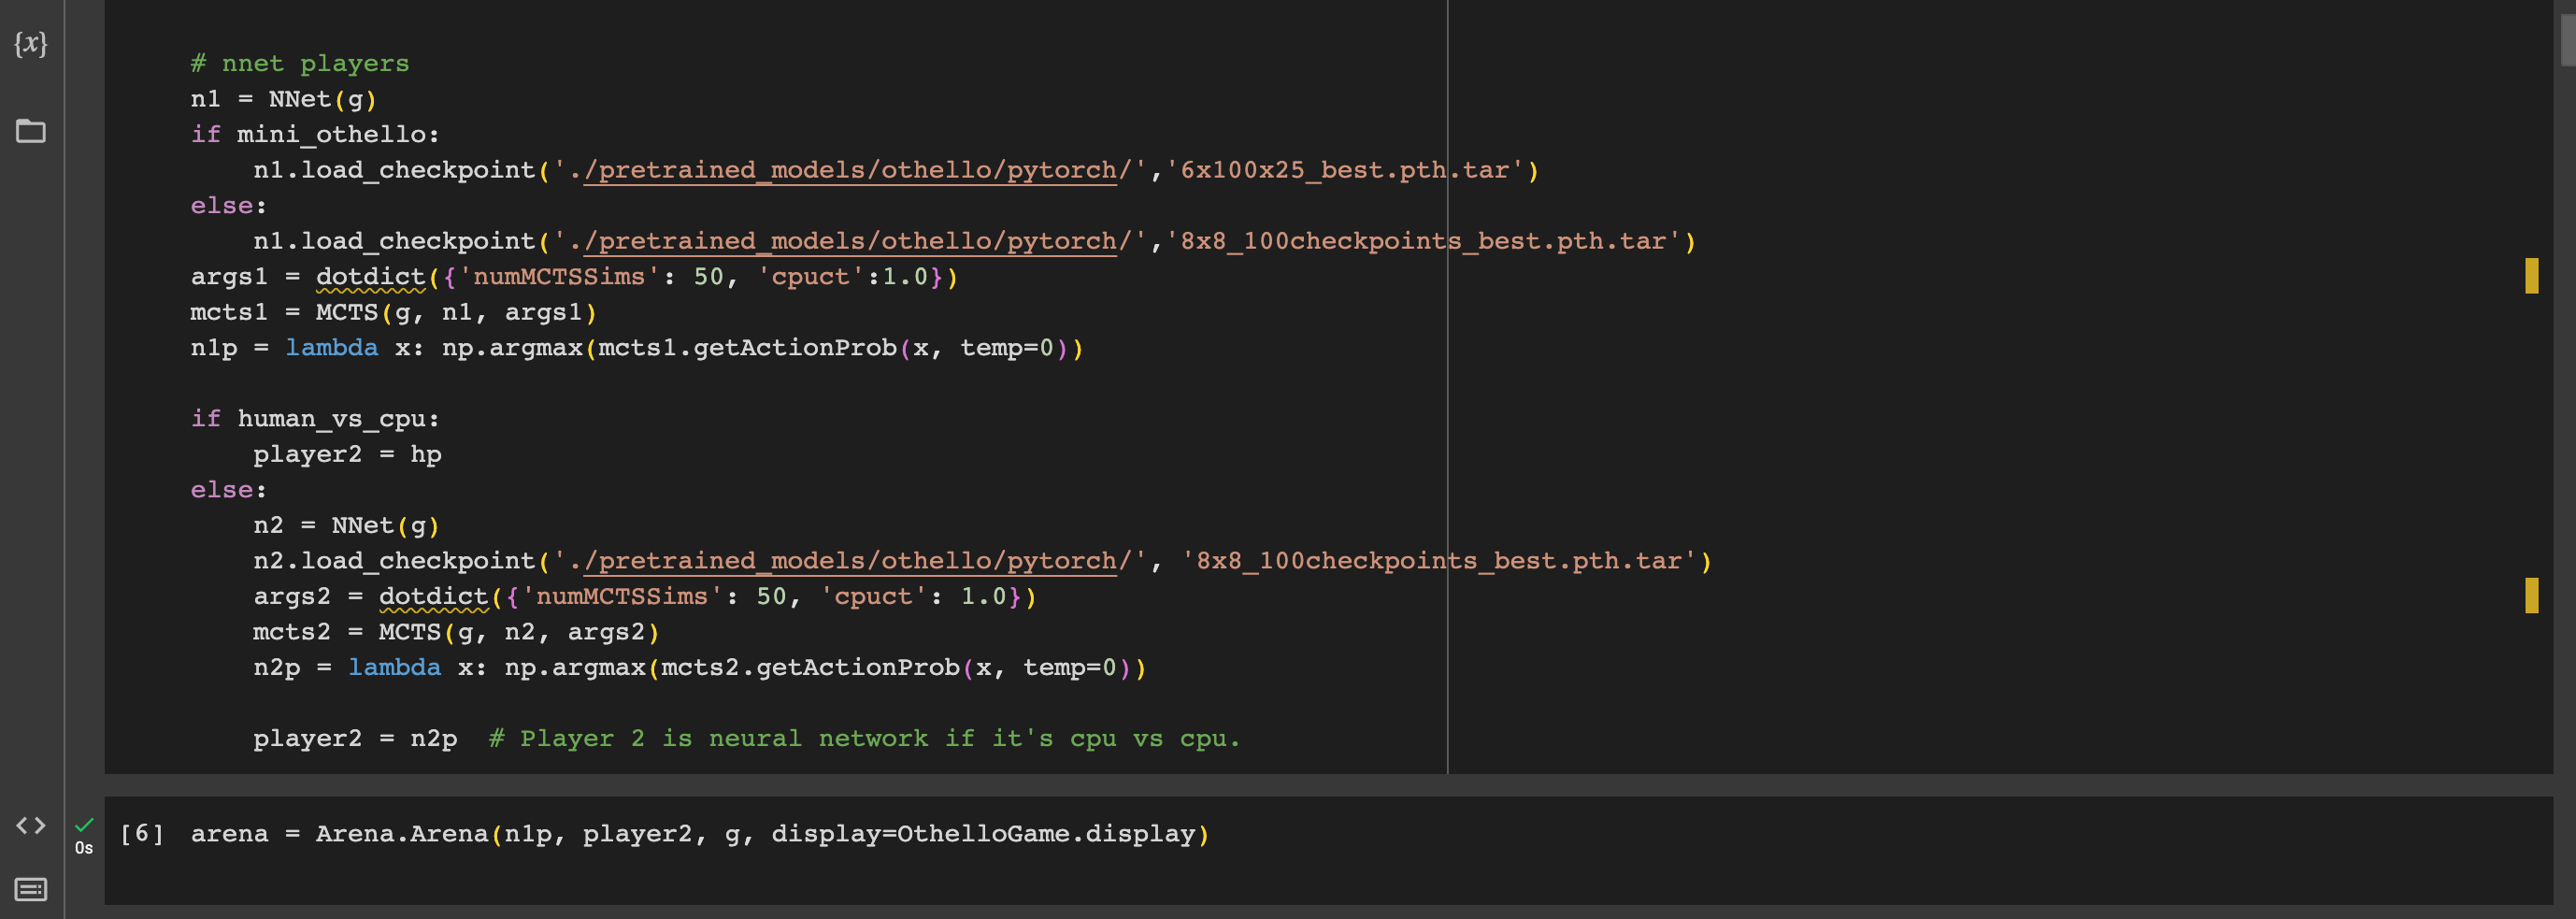 {x}
# nnet players
n1 = NNet(g)
if mini_othello:
    n1.load_checkpoint('./pretrained_models/othello/pytorch/','6x100x25_best.pth.tar')
else:
    n1.load_checkpoint('./pretrained_models/othello/pytorch/','8x8_100checkpoints_best.pth.tar')
args1 = dotdict({'numMCTSSims': 50, 'cpuct':1.0})
mcts1 = MCTS(g, n1, args1)
n1p = lambda x: np.argmax(mcts1.getActionProb(x, temp=0))

if human_vs_cpu:
    player2 = hp
else:
    n2 = NNet(g)
    n2.load_checkpoint('./pretrained_models/othello/pytorch/', '8x8_100checkpoints_best.pth.tar')
    args2 = dotdict({'numMCTSSims': 50, 'cpuct': 1.0})
    mcts2 = MCTS(g, n2, args2)
    n2p = lambda x: np.argmax(mcts2.getActionProb(x, temp=0))

    player2 = n2p  # Player 2 is neural network if it's cpu vs cpu.
[6] arena = Arena.Arena(n1p, player2, g, display=OthelloGame.display)
0s